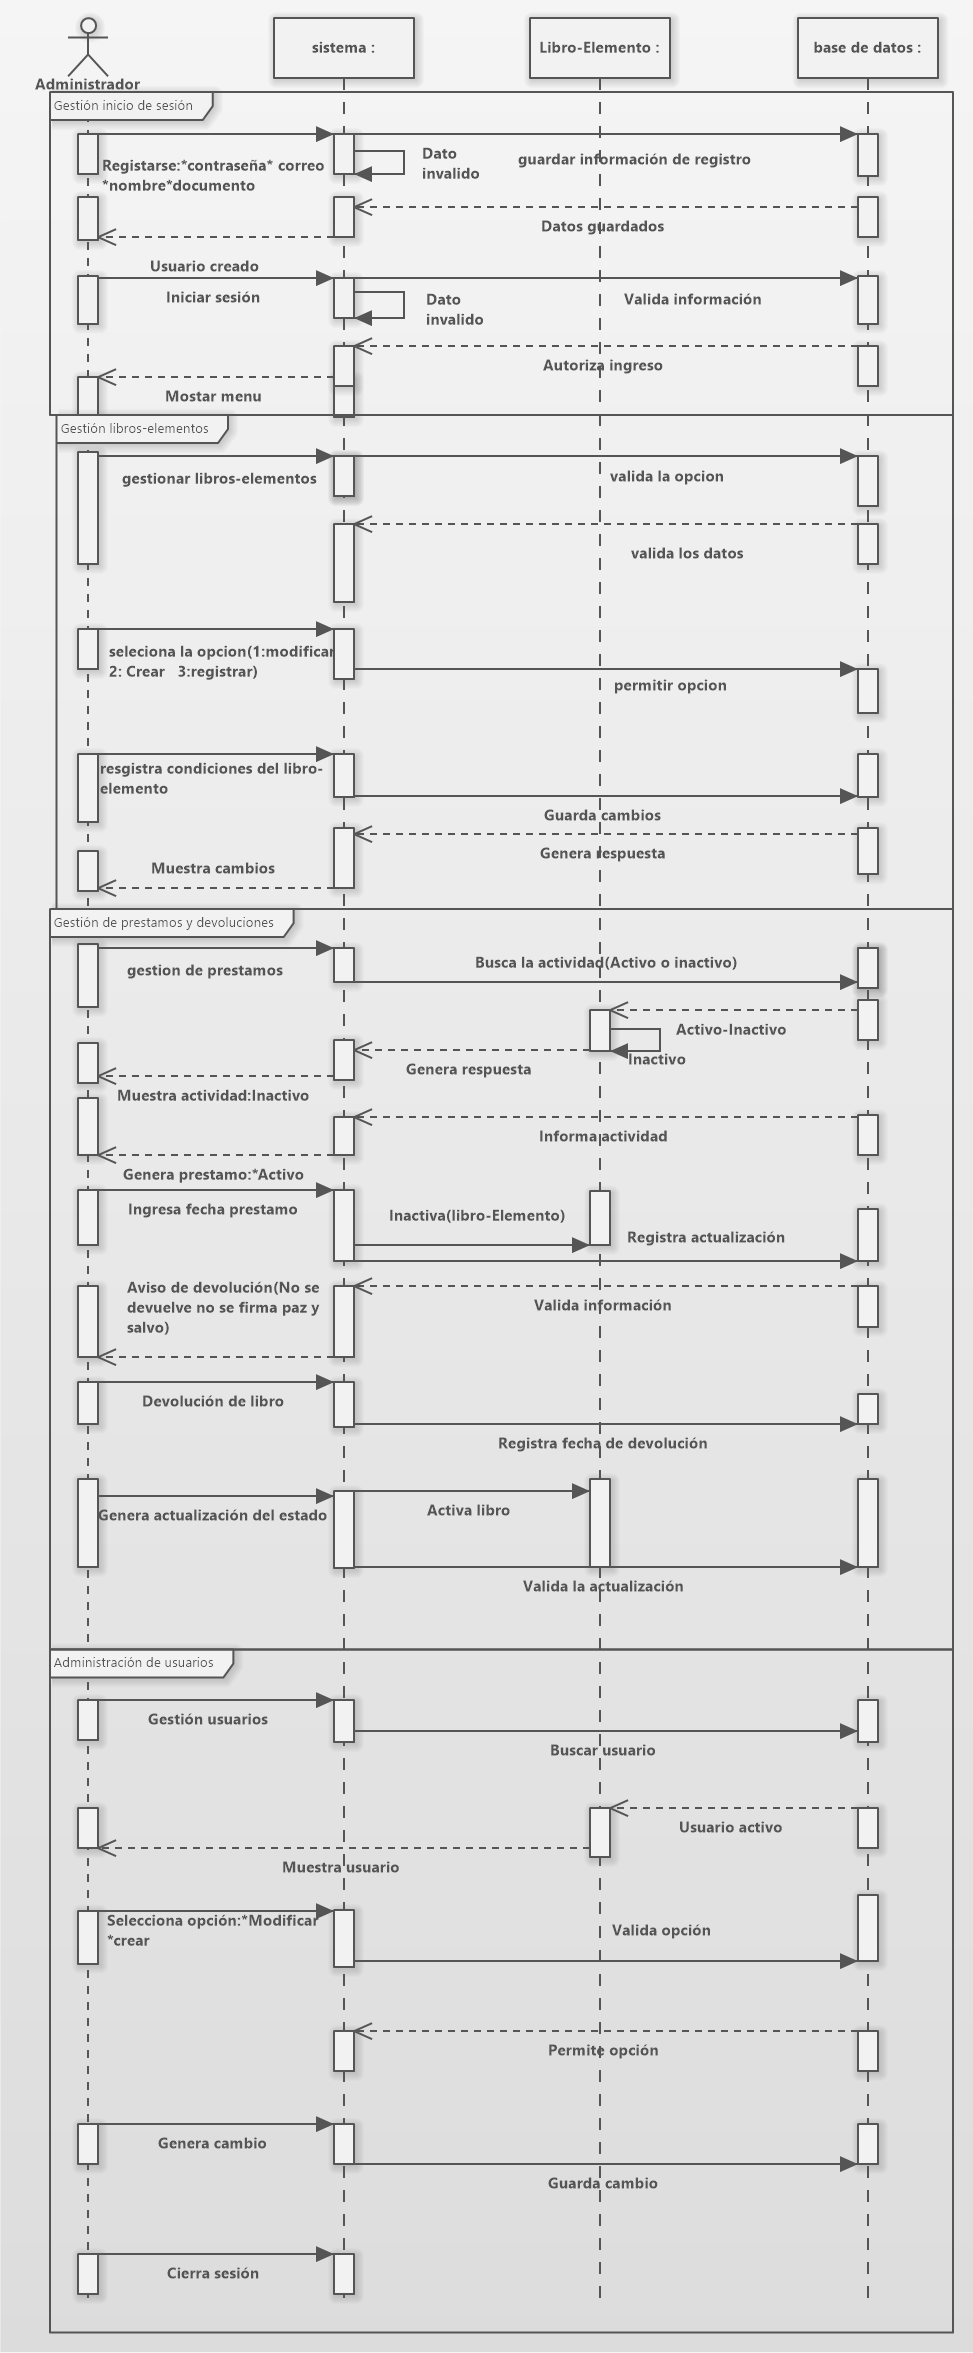 sistema :
Libro-Elemento :
base de datos :
Administrador
Gestión inicio de sesión
Registarse:*contraseña* correo
*nombre*documento
Dato
invalido
guardar información de registro
Datos guardados
Usuario creado
Iniciar sesión
Dato
invalido
Valida información
Autoriza ingreso
Mostar menu
Gestión libros-elementos
gestionar libros-elementos
valida la opcion
valida los datos
seleciona la opcion(1:modificar
2: Crear 3:registrar)
permitir opcion
resgistra condiciones del libro-
elemento
Guarda cambios
Genera respuesta
Muestra cambios
Gestión de prestamos y devoluciones
gestion de prestamos
Busca la actividad(Activo o inactivo)
Activo-Inactivo
Inactivo
Genera respuesta
Muestra actividad:Inactivo
Informa actividad
Genera prestamo:*Activo
Ingresa fecha prestamo
Inactiva(libro-Elemento)
Registra actualización
Aviso de devolución(No se
devuelve no se firma paz y
salvo)
Valida información
Devolución de libro
Registra fecha de devolución
Genera actualización del estado
Activa libro
Valida la actualización
Administración de usuarios
Gestión usuarios
Buscar usuario
Usuario activo
Muestra usuario
Selecciona opción:*Modificar
*crear
Valida opción
Permite opción
Genera cambio
Guarda cambio
Cierra sesión